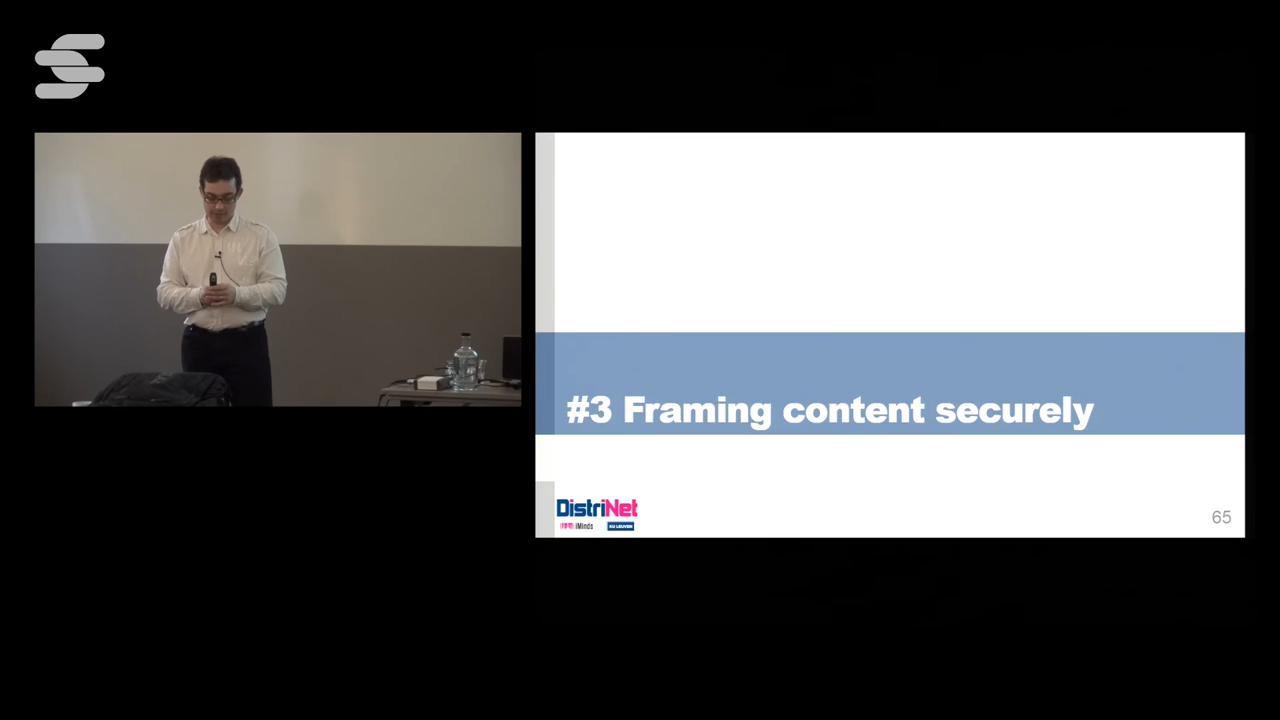 #3 Framing content securely
DistriNet
iMinds
KU LEUVEN
65